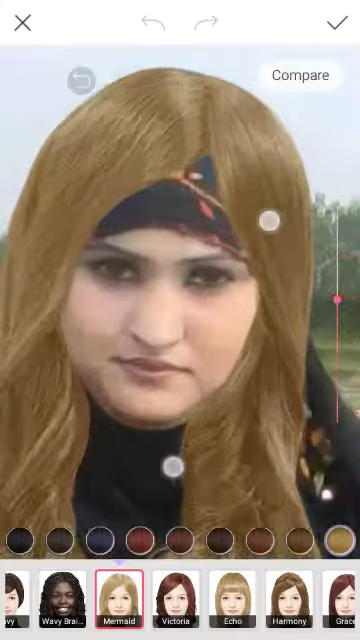 Compare
vy
Wavy Brai...
Mermaid
Victoria
Echo
Harmony
Grace